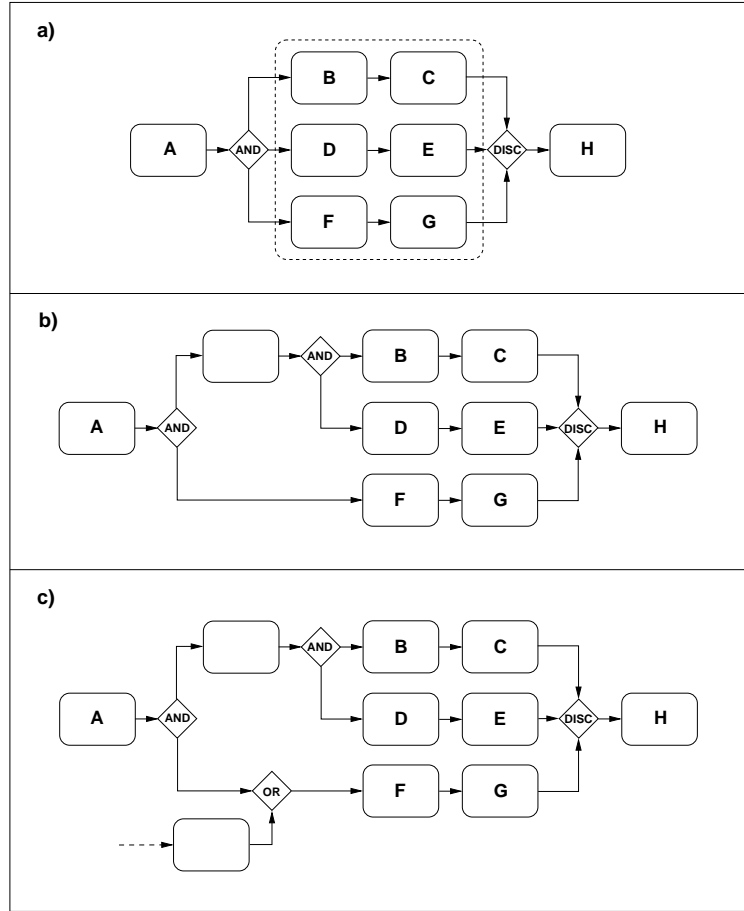 a)
B C
A AND D E DISC H
F G
b)
AND B C
A AND D E DISC H
F G
c)
AND B C
A AND D E DISC H
OR F G